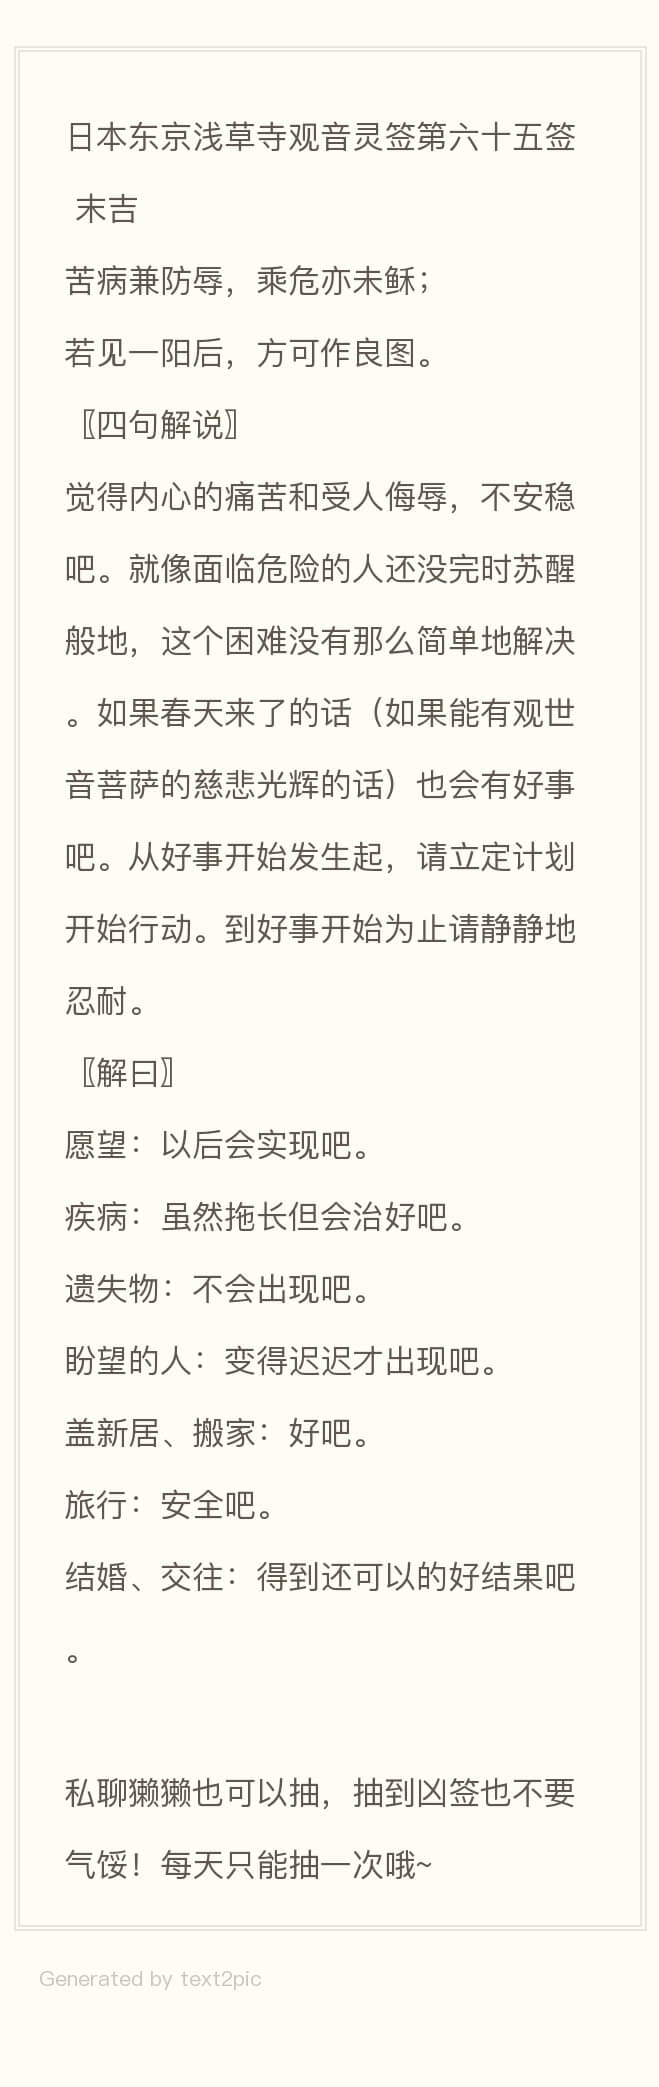 日本东京浅草寺观音灵签第六十五签
末吉
苦病兼防辱，乘危亦未稣；
若见一阳后，方可作良图。
〖四句解说〗
觉得内心的痛苦和受人侮辱，不安稳
吧。就像面临危险的人还没完时苏醒
般地，这个困难没有那么简单地解决
。如果春天来了的话（如果能有观世
音菩萨的慈悲光辉的话）也会有好事
吧。从好事开始发生起，请立定计划
开始行动。到好事开始为止请静静地
忍耐。
〖解曰〗
愿望：以后会实现吧。
疾病：虽然拖长但会治好吧。
遗失物：不会出现吧。
盼望的人：变得迟迟才出现吧。
盖新居、搬家：好吧。
旅行：安全吧。
结婚、交往：得到还可以的好结果吧
。
私聊獭獭也可以抽，抽到凶签也不要
气馁！每天只能抽一次哦~
Generated by text2pic